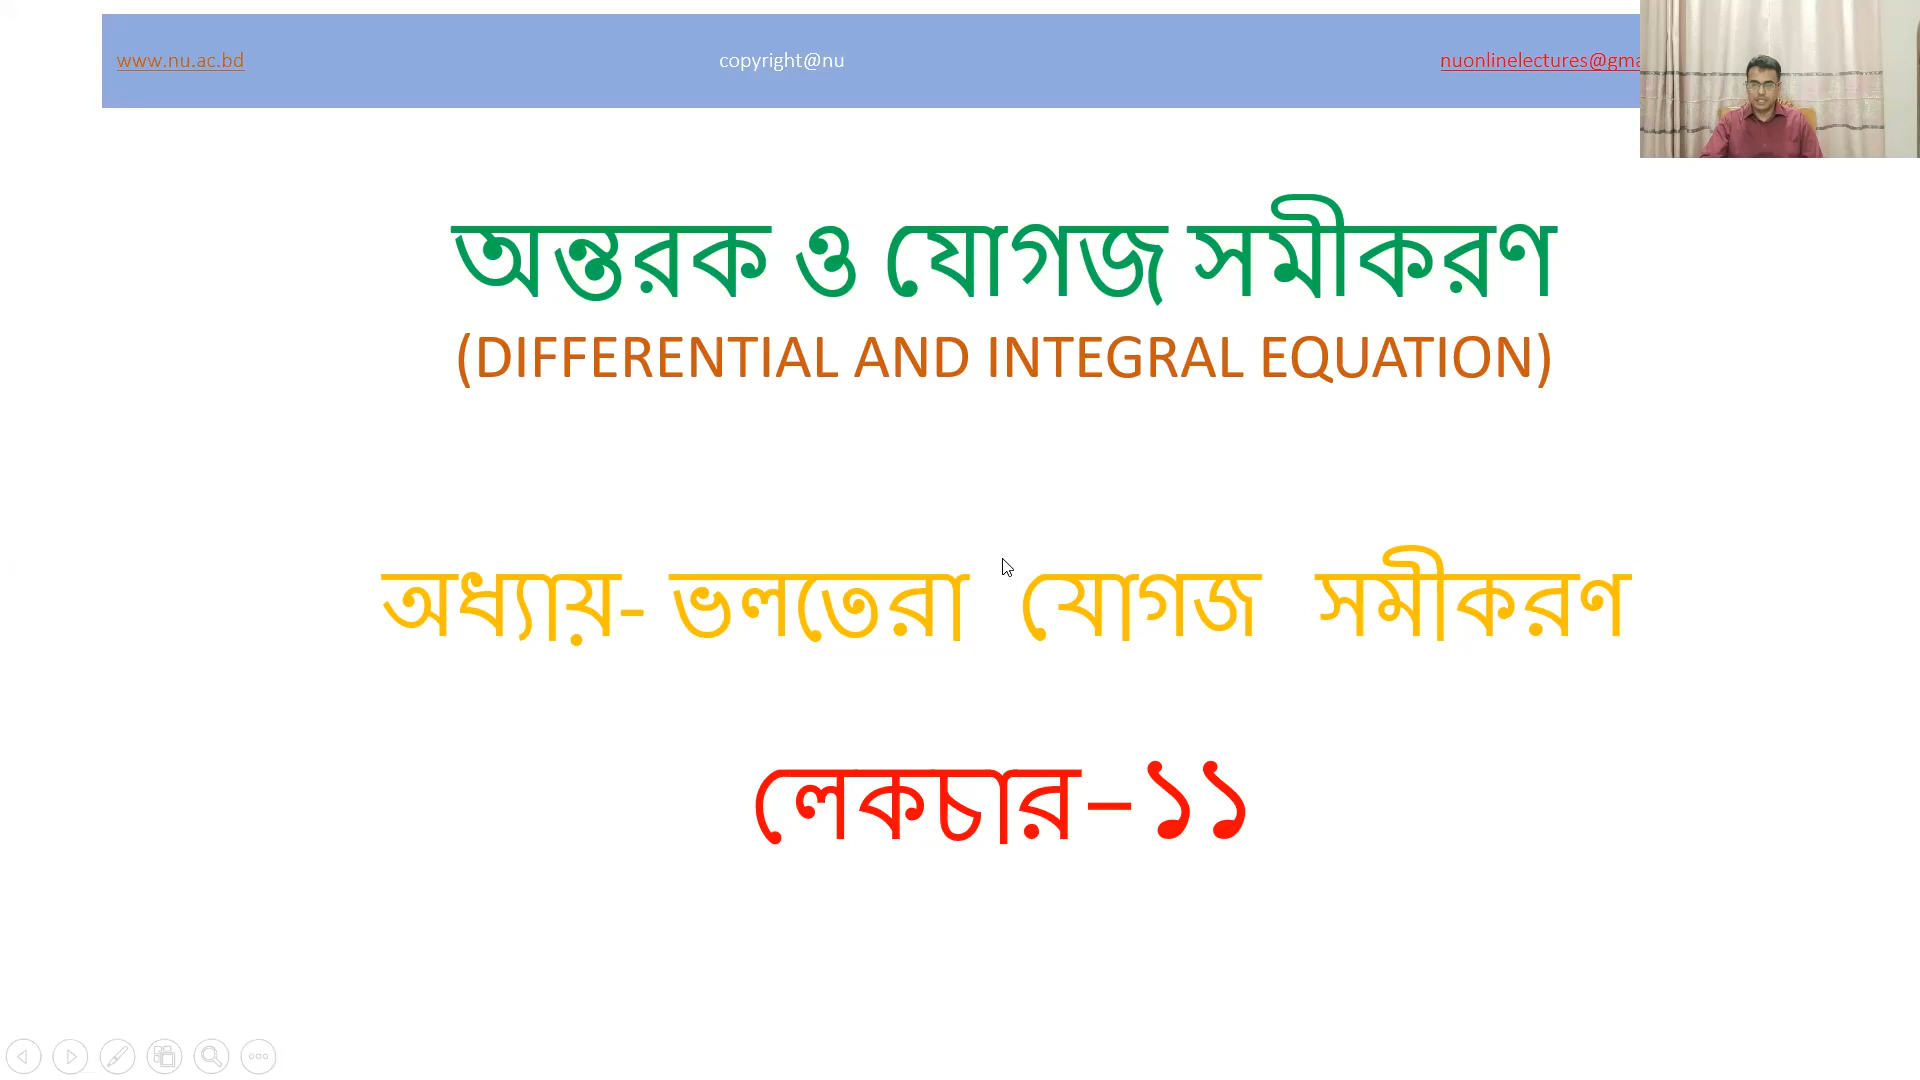 www.nu.ac.bd copyright@nu nuonlinelectures@gma
অন্তরক ও যোগজ সমীকরণ
(DIFFERENTIAL AND INTEGRAL EQUATION)
অধ্যায়- ভলতেরা যোগজ সমীকরণ
লেকচার–১১